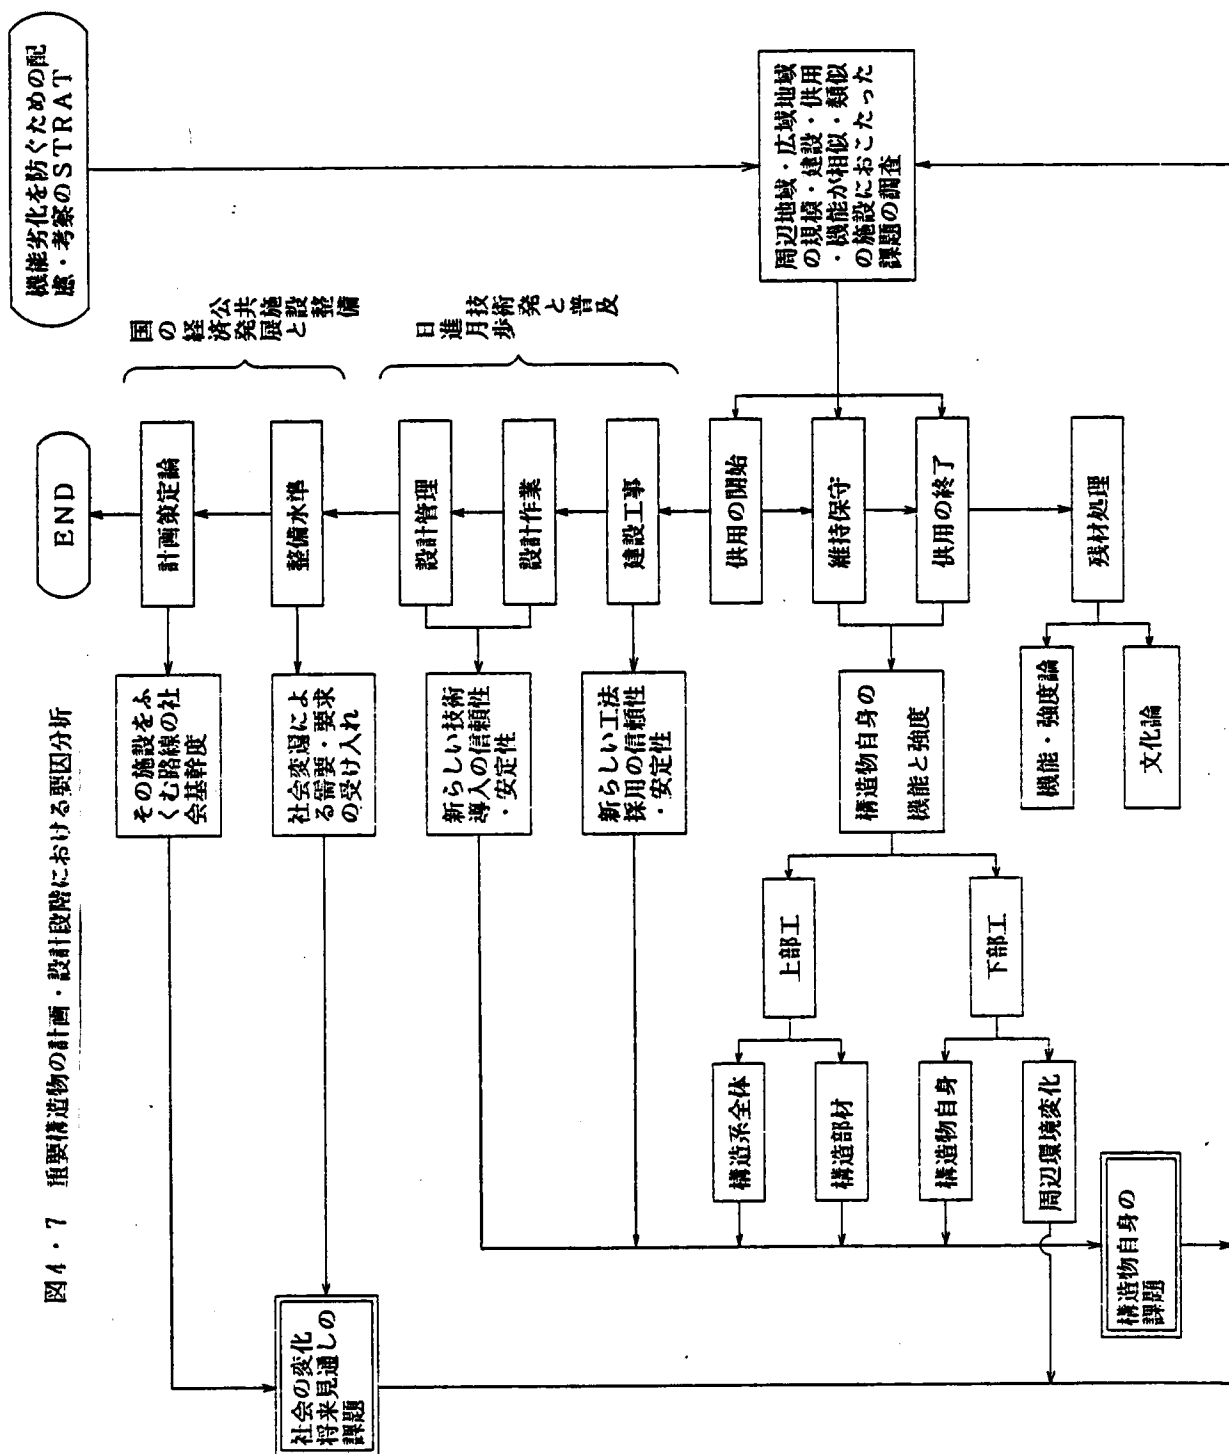 図4・7　重要構造物の計画・設計段階における要因分析
機能劣化を防ぐための配
慮・考察のSTRAT
周辺地域・広域地域
の規模・建設・供用
・機能が相似・類似
の施設におこたった
課題の調査
国の経済発展と
公共施設整備
日進月歩
技術発と普及
END
計画策定論
整備水準
設計管理
設計作業
建設工事
供用の開始
維持保守
供用の終了
残材処理
その施設をふ
くむ路線の社
会基幹度
社会変遷によ
る需要・要求
の受け入れ
新らしい技術
導入の信頼性
・安定性
新らしい工法
採用の信頼性
・安定性
構造物自身の
機能と強度
機能・強度論
文化論
上部工
下部工
構造系全体
構造部材
構造物自身
周辺環境変化
社会の変化
将来見通しの
課題
構造物自身の
課題